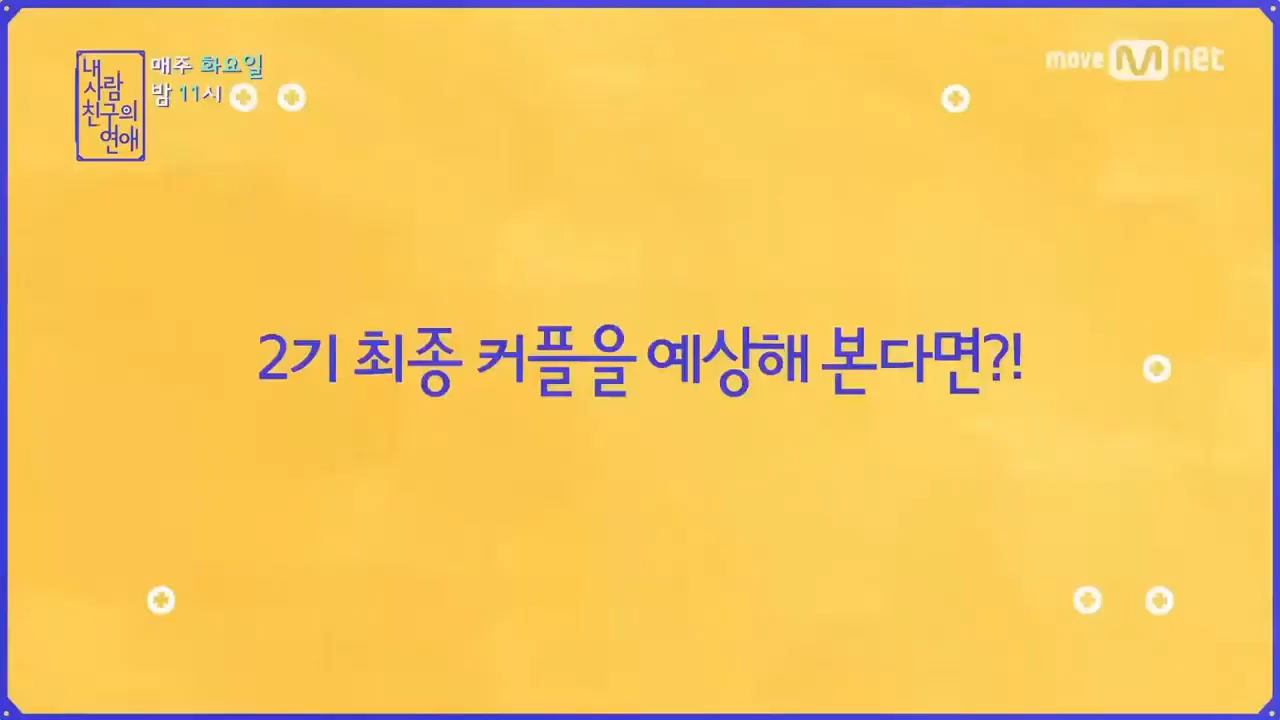 내
사람
친구의
연애
매주 화요일
밤 11시
move Mnet
2기 최종 커플을 예상해 본다면?!